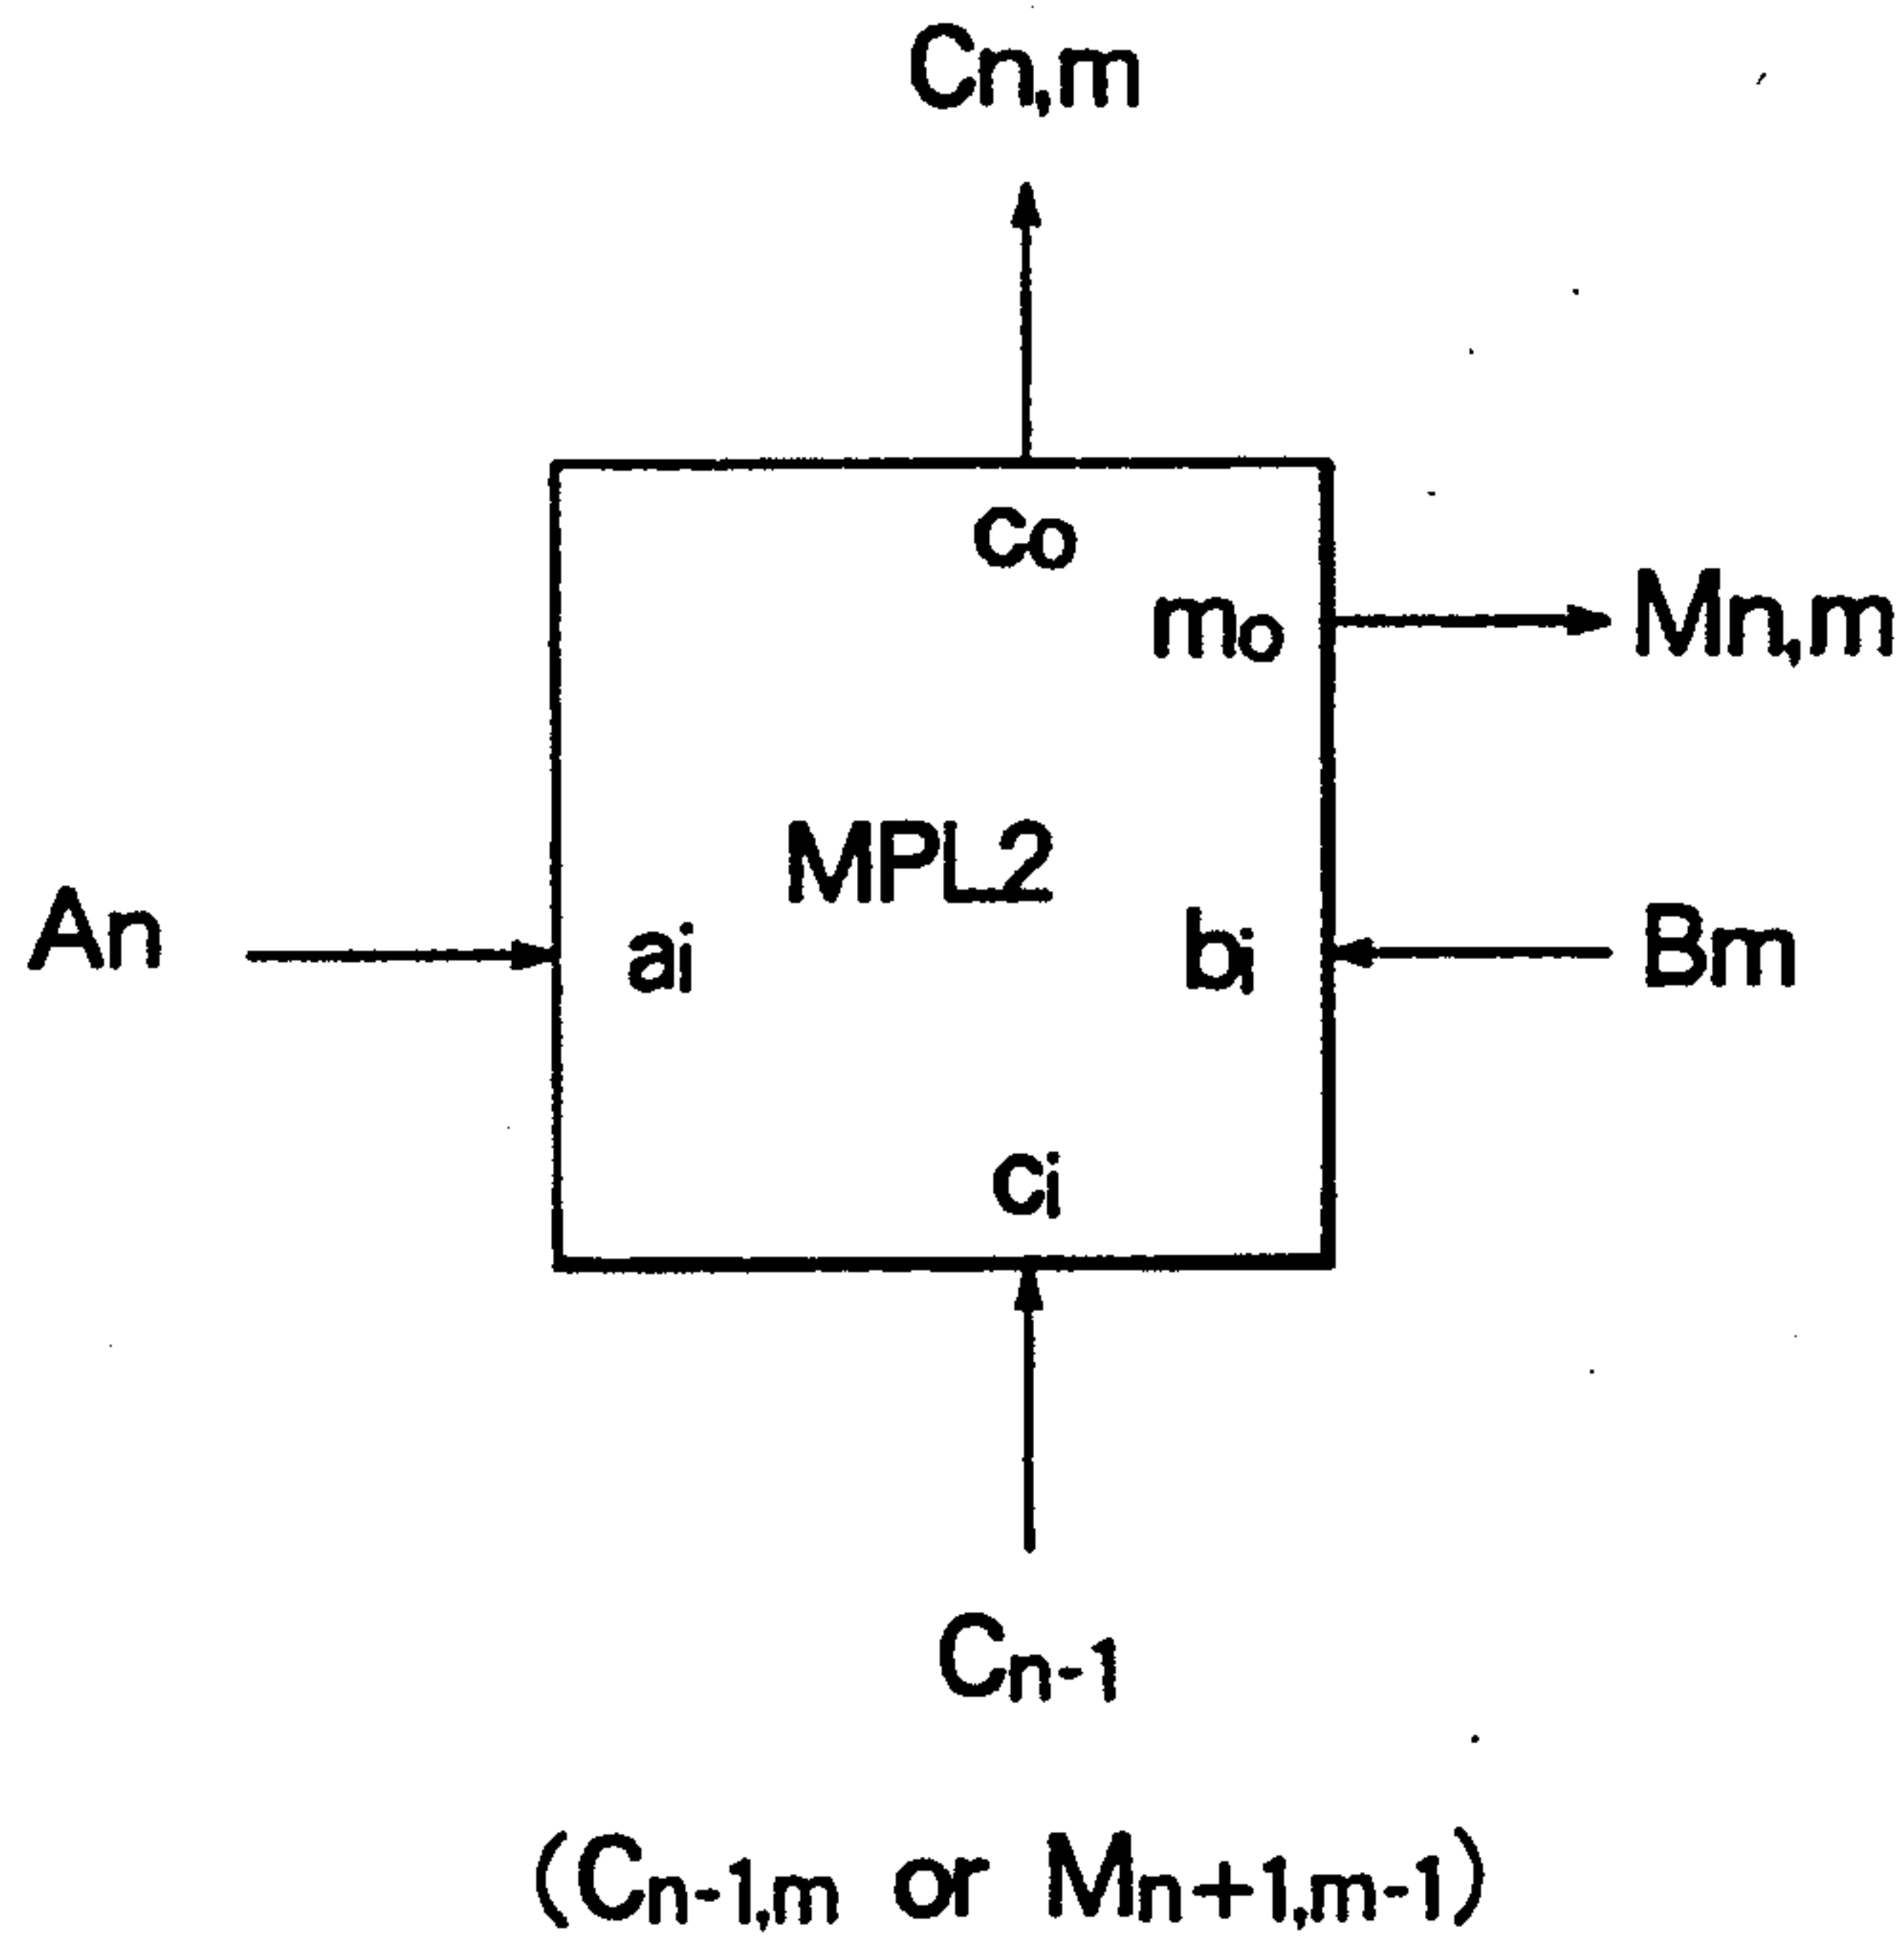 Cn,m
co
mo
Mn,m
MPL2
An
ai
bi
Bm
ci
Cn-1
(Cn-1,m or Mn+1,m-1)